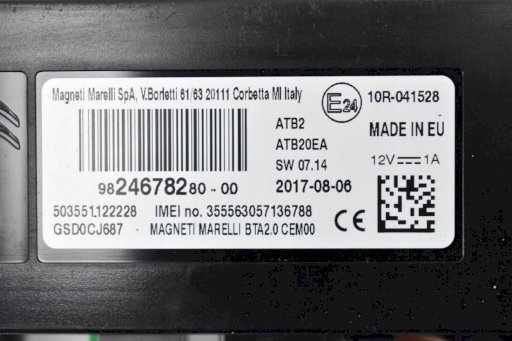 Magneti Marelli SpA, V.Borletti 61/63 20111 Corbetta MI Italy
E24
10R-041528
ATB2
MADE IN EU
ATB20EA
SW 07.14
12V 1A
9824678280-00
2017-08-06
503551.122228
IMEI no. 355563057136788
CE
GSD0CJ687
MAGNETI MARELLI BTA2.0 CEM00